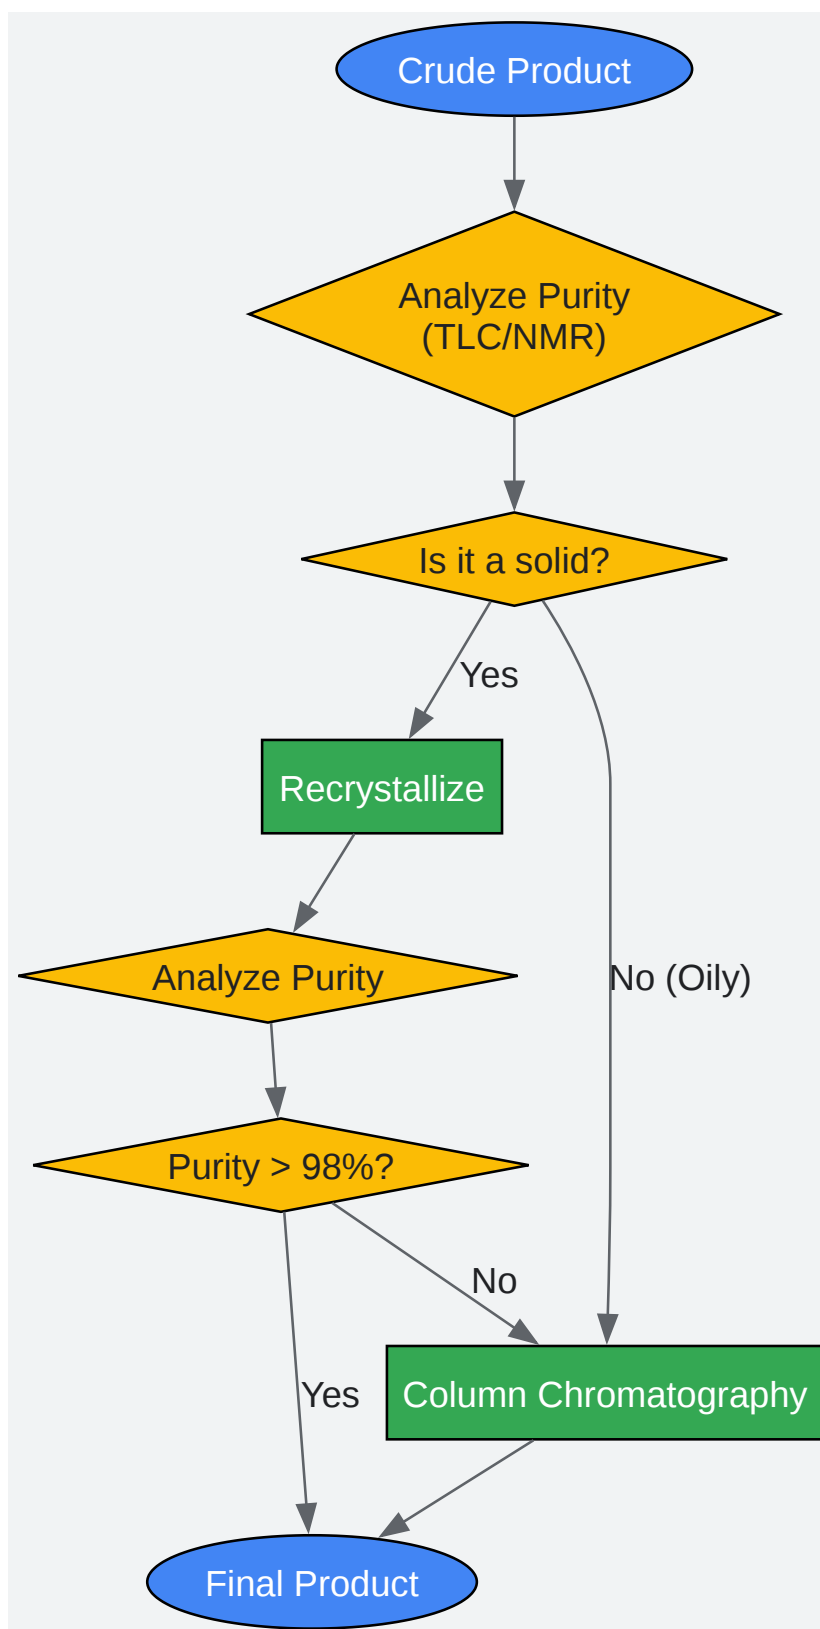 Crude Product
Analyze Purity
(TLC/NMR)
Is it a solid?
Yes
Recrystallize
Analyze Purity
No (Oily)
Purity > 98%?
No
Yes
Column Chromatography
Final Product